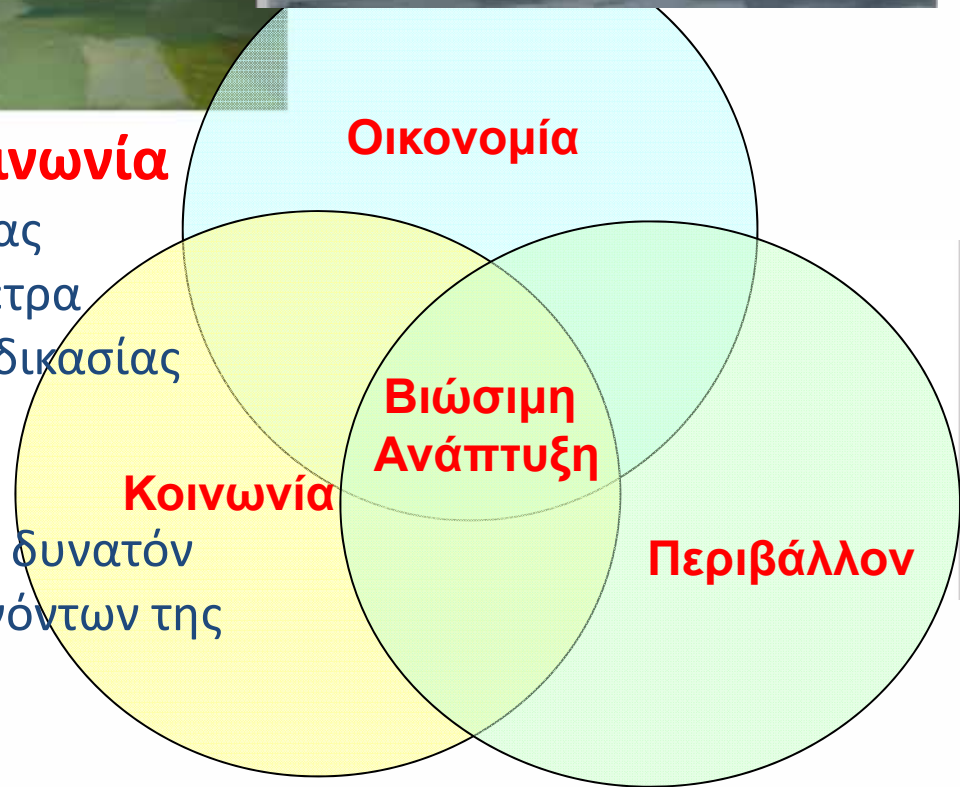 Οικονομία
ινωνία
ας
τρα
δικασίας
Βιώσιμη
Ανάπτυξη
Κοινωνία
δυνατόν
Περιβάλλον
νόντων της